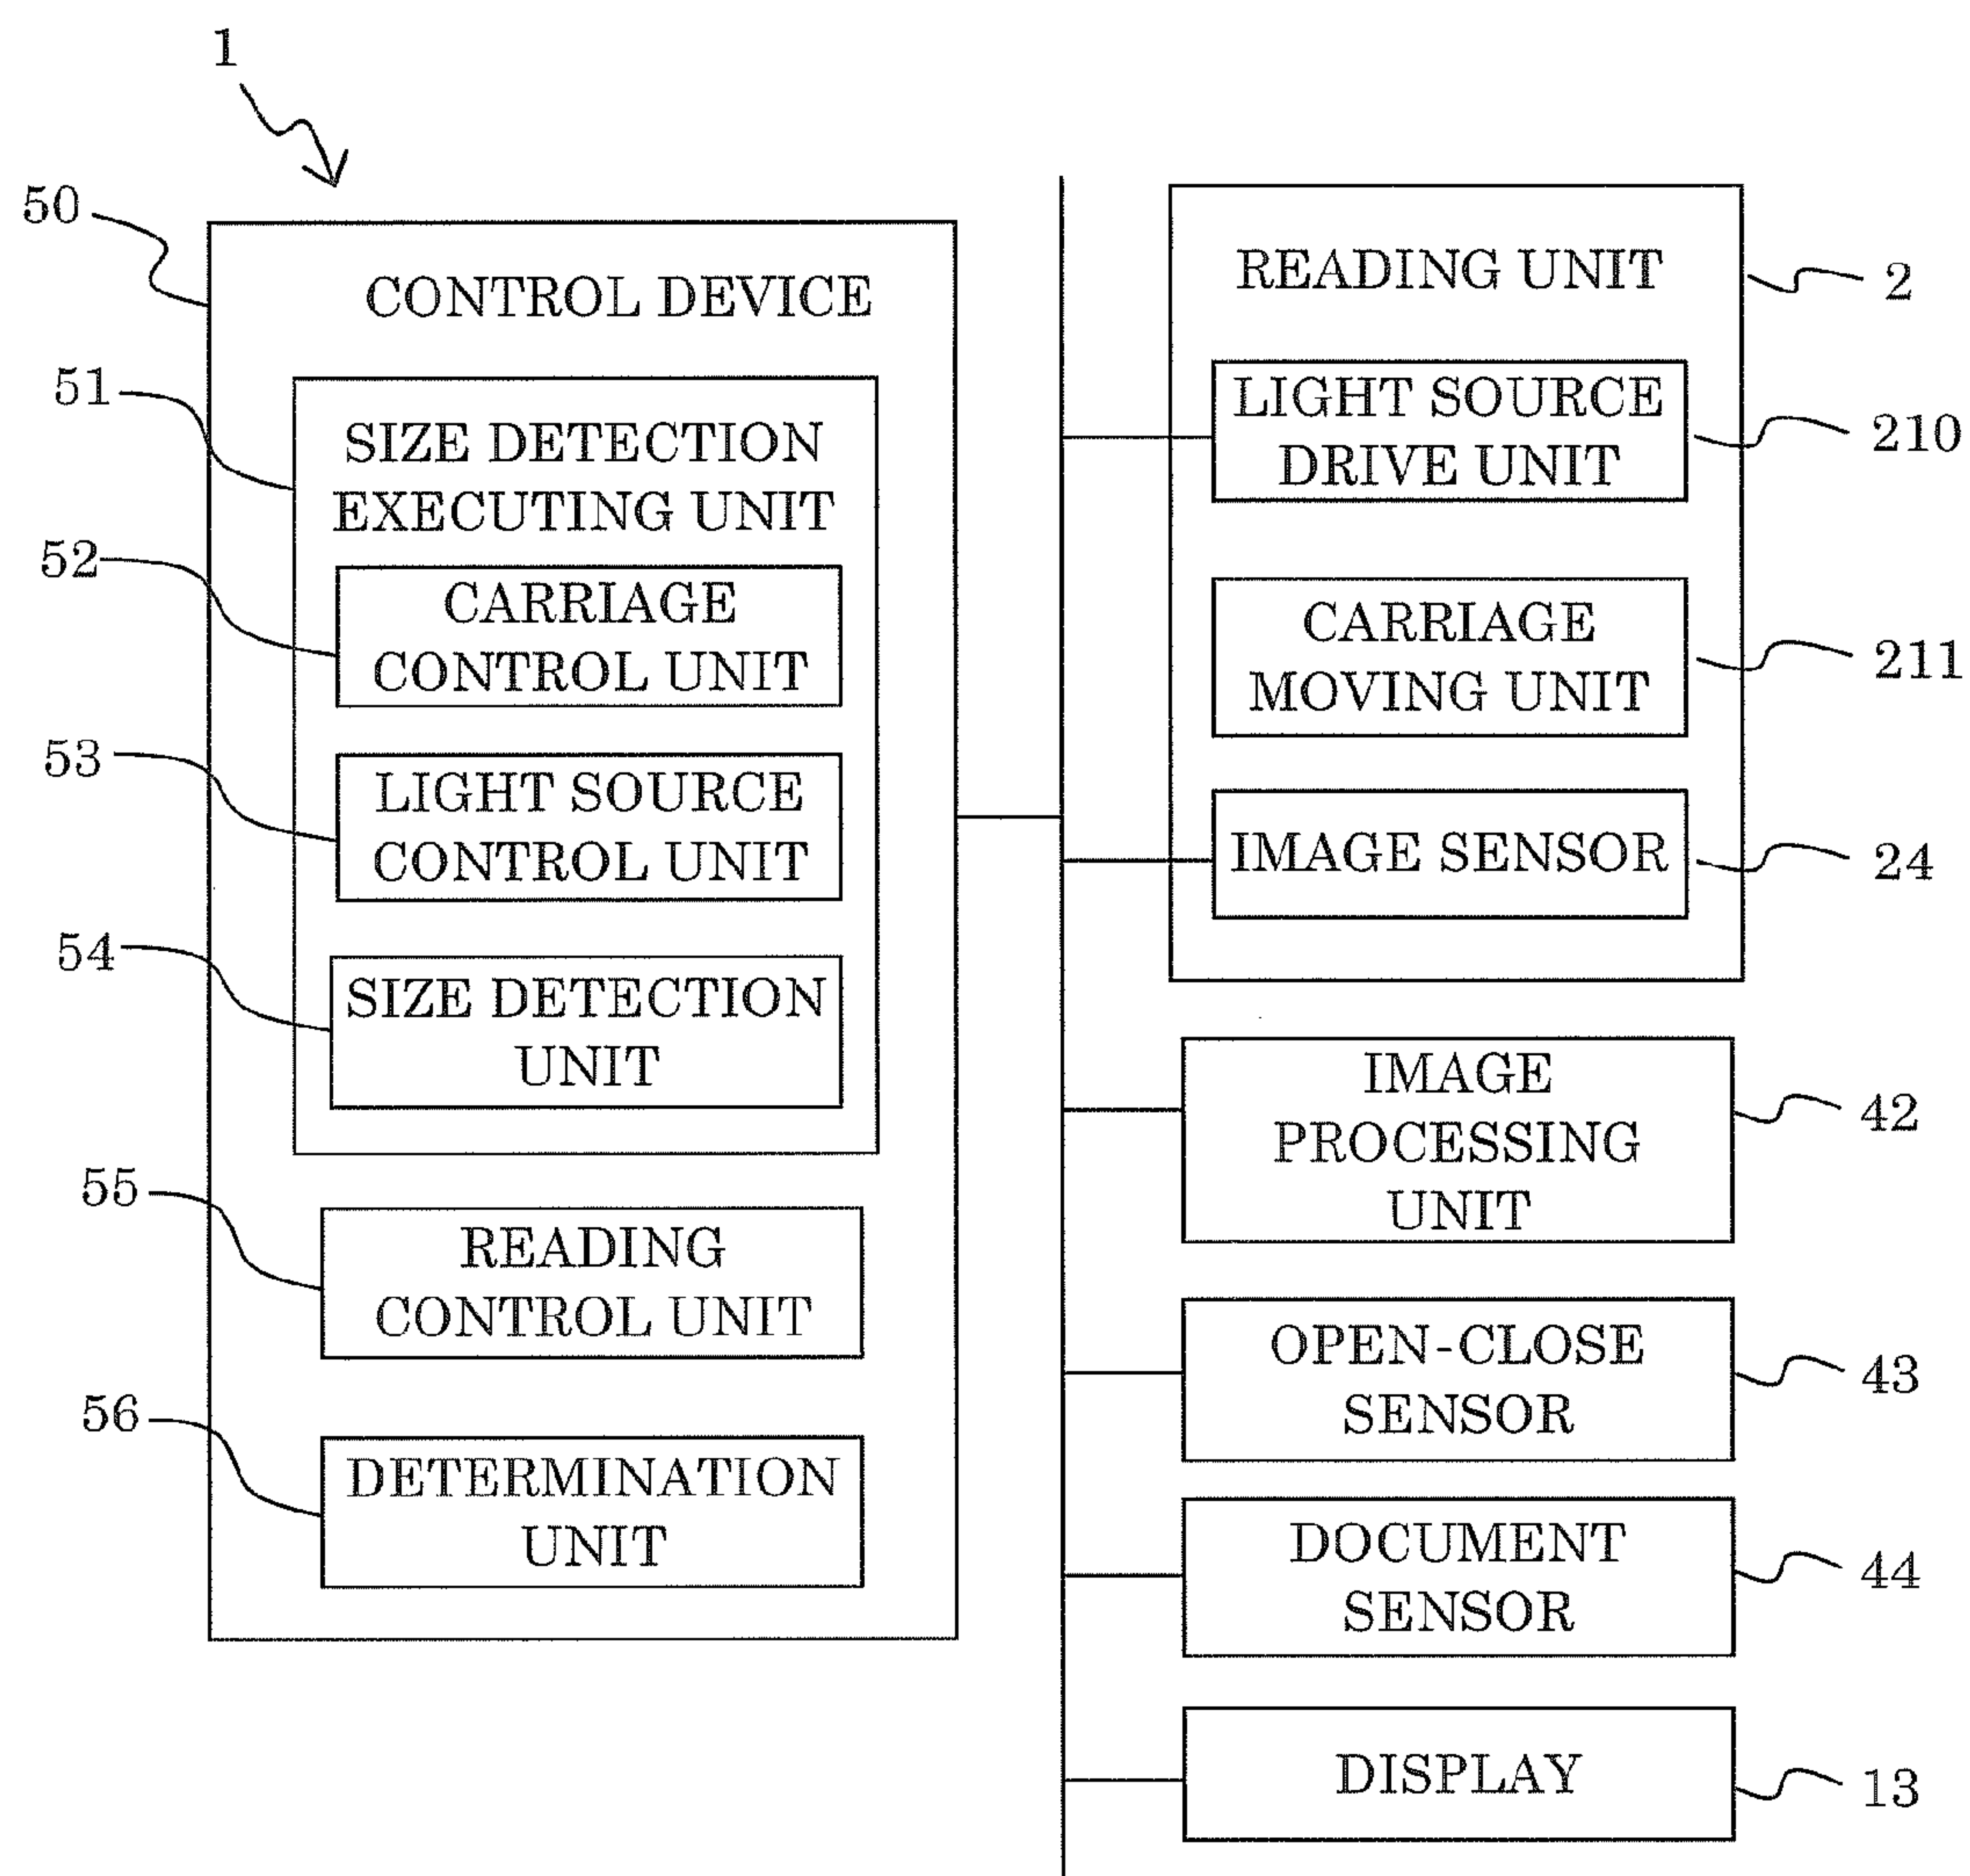 1
50
CONTROL DEVICE
51
SIZE DETECTION
EXECUTING UNIT
52
CARRIAGE
CONTROL UNIT
53
LIGHT SOURCE
CONTROL UNIT
54
SIZE DETECTION
UNIT
55
READING
CONTROL UNIT
56
DETERMINATION
UNIT
READING UNIT
2
LIGHT SOURCE
DRIVE UNIT
210
CARRIAGE
MOVING UNIT
211
IMAGE SENSOR
24
IMAGE
PROCESSING
UNIT
42
OPEN-CLOSE
SENSOR
43
DOCUMENT
SENSOR
44
DISPLAY
13